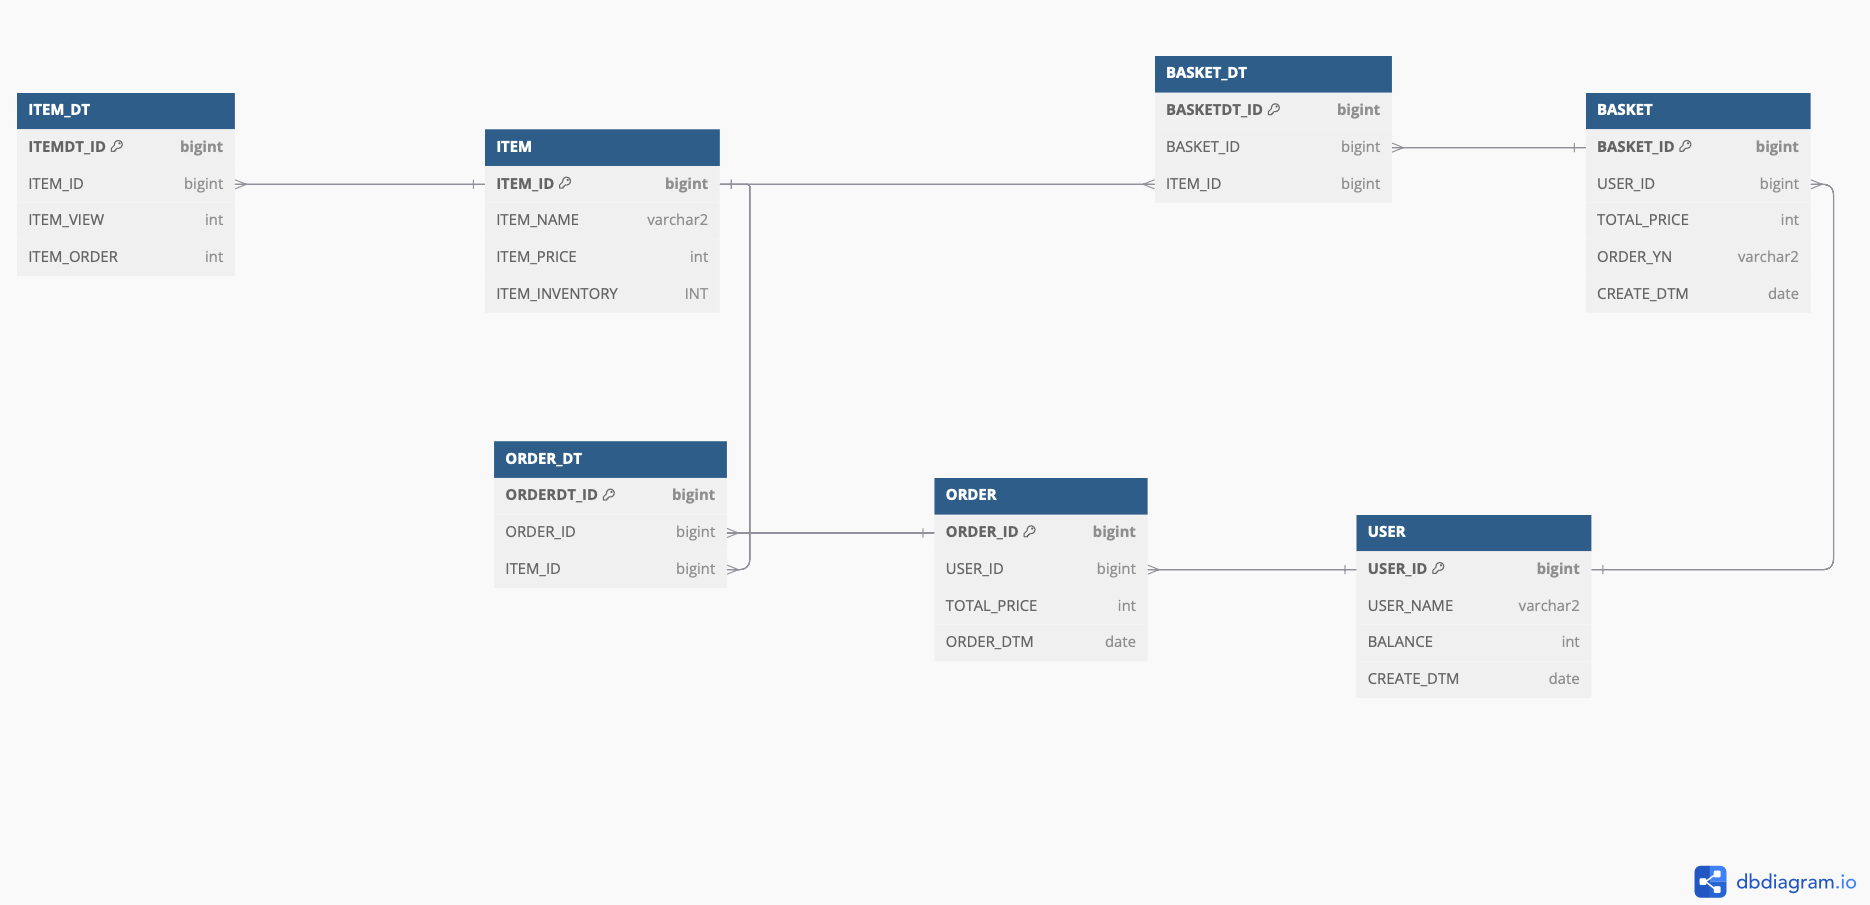 ITEM_DT
ITEMDT_ID bigint
ITEM_ID bigint
ITEM_VIEW int
ITEM_ORDER int
ITEM
ITEM_ID bigint
ITEM_NAME varchar2
ITEM_PRICE int
ITEM_INVENTORY INT
BASKET_DT
BASKETDT_ID bigint
BASKET_ID bigint
ITEM_ID bigint
BASKET
BASKET_ID bigint
USER_ID bigint
TOTAL_PRICE int
ORDER_YN varchar2
CREATE_DTM date
ORDER_DT
ORDERDT_ID bigint
ORDER_ID bigint
ITEM_ID bigint
ORDER
ORDER_ID bigint
USER_ID bigint
TOTAL_PRICE int
ORDER_DTM date
USER
USER_ID bigint
USER_NAME varchar2
BALANCE int
CREATE_DTM date
dbdiagram.io